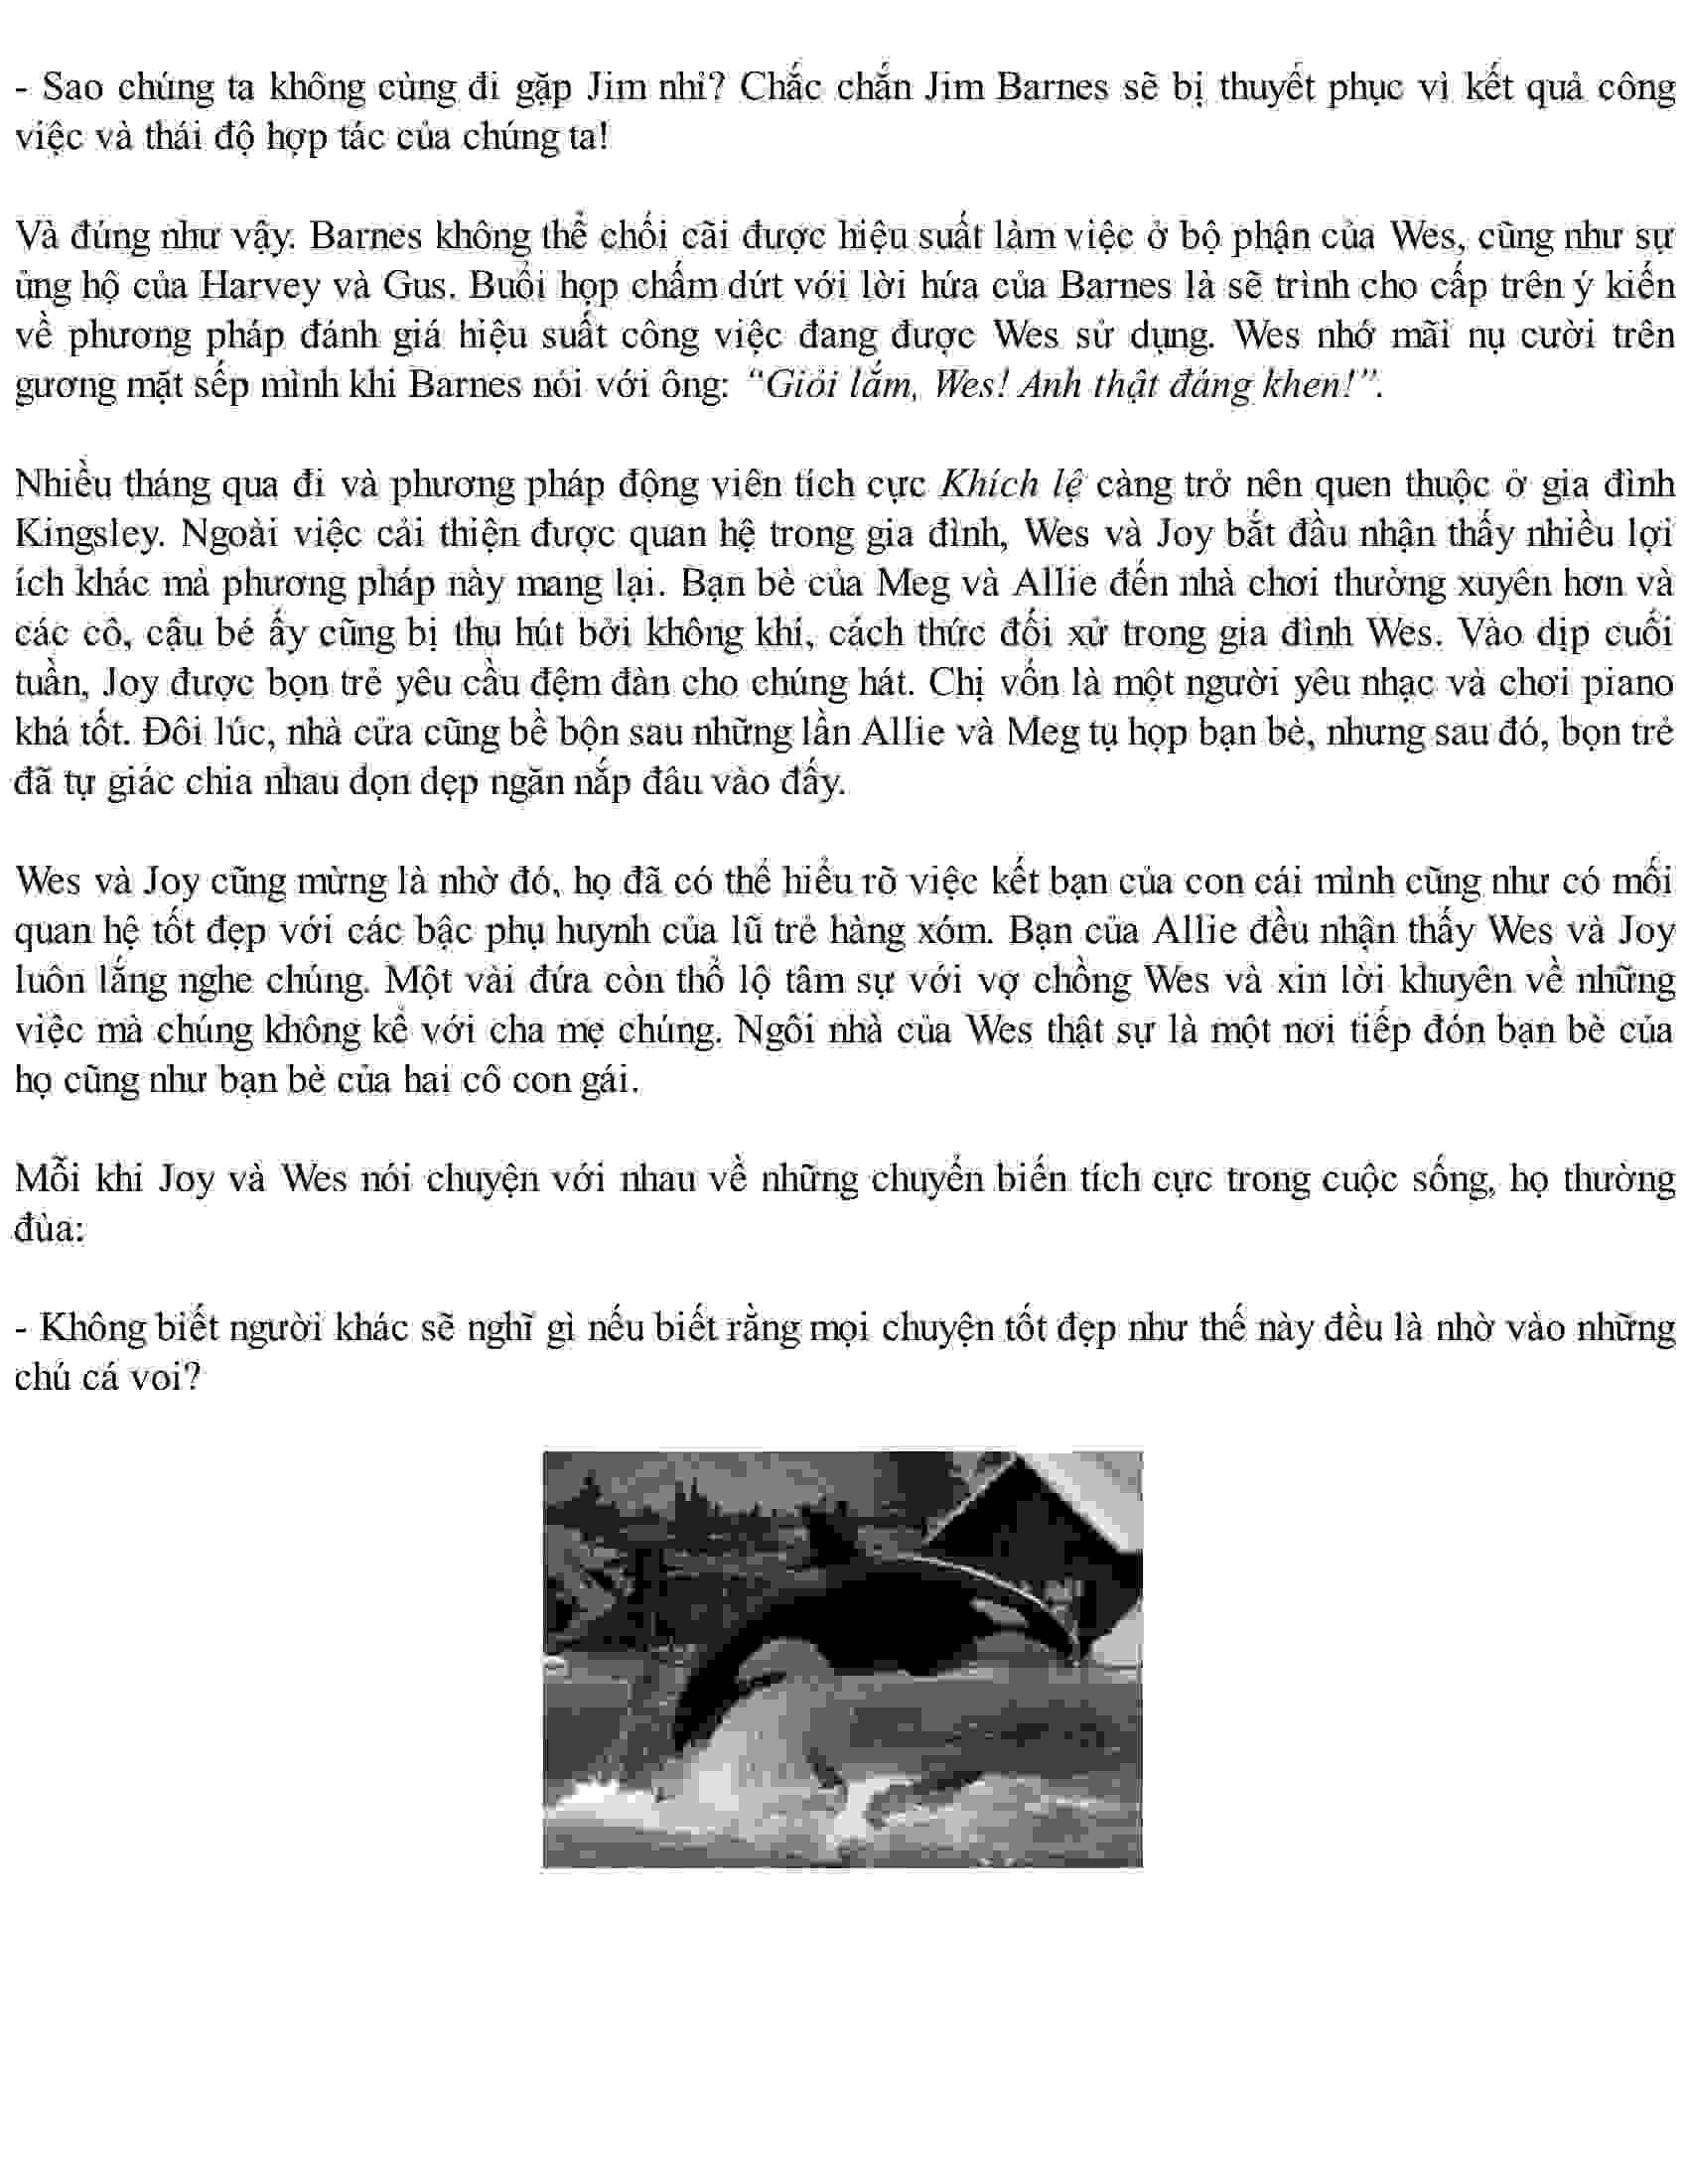 - Sao chúng ta không cùng đi gặp Jim nhỉ? Chắc chắn Jim Barnes sẽ bị thuyết phục vì kết quả công
việc và thái độ hợp tác của chúng ta!
Và đúng như vậy. Barnes không thể chối cãi được hiệu suất làm việc ở bộ phận của Wes, cũng như sự
ủng hộ của Harvey và Gus. Buổi họp chấm dứt với lời hứa của Barnes là sẽ trình cho cấp trên ý kiến
về phương pháp đánh giá hiệu suất công việc đang được Wes sử dụng. Wes nhớ mãi nụ cười trên
gương mặt sếp mình khi Barnes nói với ông: “Giỏi lắm, Wes! Anh thật đáng khen!”.
Nhiều tháng qua đi và phương pháp động viên tích cực Khích lệ càng trở nên quen thuộc ở gia đình
Kingsley. Ngoài việc cải thiện được quan hệ trong gia đình, Wes và Joy bắt đầu nhận thấy nhiều lợi
ích khác mà phương pháp này mang lại. Bạn bè của Meg và Allie đến nhà chơi thường xuyên hơn và
các cô, cậu bé ấy cũng bị thu hút bởi không khí, cách thức đối xử trong gia đình Wes. Vào dịp cuối
tuần, Joy được bọn trẻ yêu cầu đệm đàn cho chúng hát. Chị vốn là một người yêu nhạc và chơi piano
khá tốt. Đôi lúc, nhà cửa cũng bề bộn sau những lần Allie và Meg tụ họp bạn bè, nhưng sau đó, bọn trẻ
đã tự giác chia nhau dọn dẹp ngăn nắp đâu vào đấy.
Wes và Joy cũng mừng là nhờ đó, họ đã có thể hiểu rõ việc kết bạn của con cái mình cũng như có mối
quan hệ tốt đẹp với các bậc phụ huynh của lũ trẻ hàng xóm. Bạn của Allie đều nhận thấy Wes và Joy
luôn lắng nghe chúng. Một vài đứa còn thổ lộ tâm sự với vợ chồng Wes và xin lời khuyên về những
việc mà chúng không kể với cha mẹ chúng. Ngôi nhà của Wes thật sự là một nơi tiếp đón bạn bè của
họ cũng như bạn bè của hai cô con gái.
Mỗi khi Joy và Wes nói chuyện với nhau về những chuyển biến tích cực trong cuộc sống, họ thường
đùa:
- Không biết người khác sẽ nghĩ gì nếu biết rằng mọi chuyện tốt đẹp như thế này đều là nhờ vào những
chú cá voi?